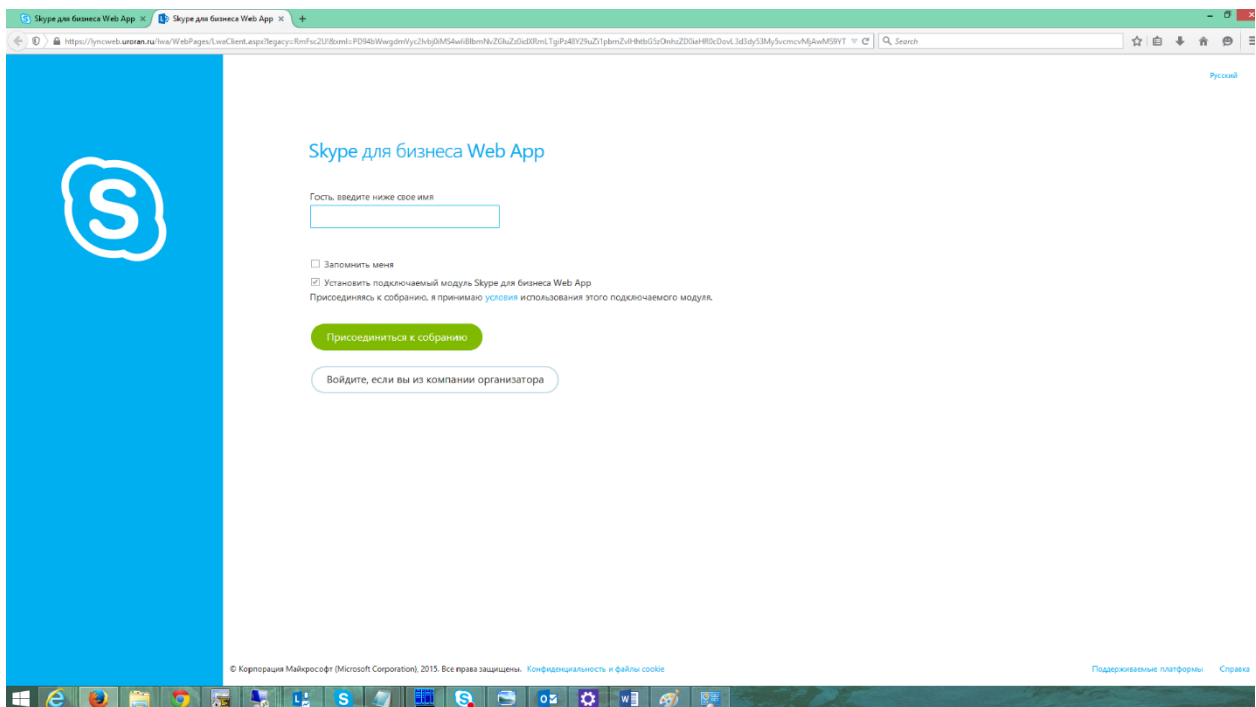 Skype для бизнеса Web App
Skype для бизнеса Web App
Search
Русский
Skype для бизнеса Web App
Гость, введите ниже свое имя
Запомнить меня
Установить подключаемый модуль Skype для бизнеса Web App
Присоединяясь к собранию, я принимаю условия использования этого подключаемого модуля.
Присоединиться к собранию
Войдите, если вы из компании организатора
© Корпорация Майкрософт (Microsoft Corporation), 2015. Все права защищены. Конфиденциальность и файлы cookie
Поддерживаемые платформы Справка